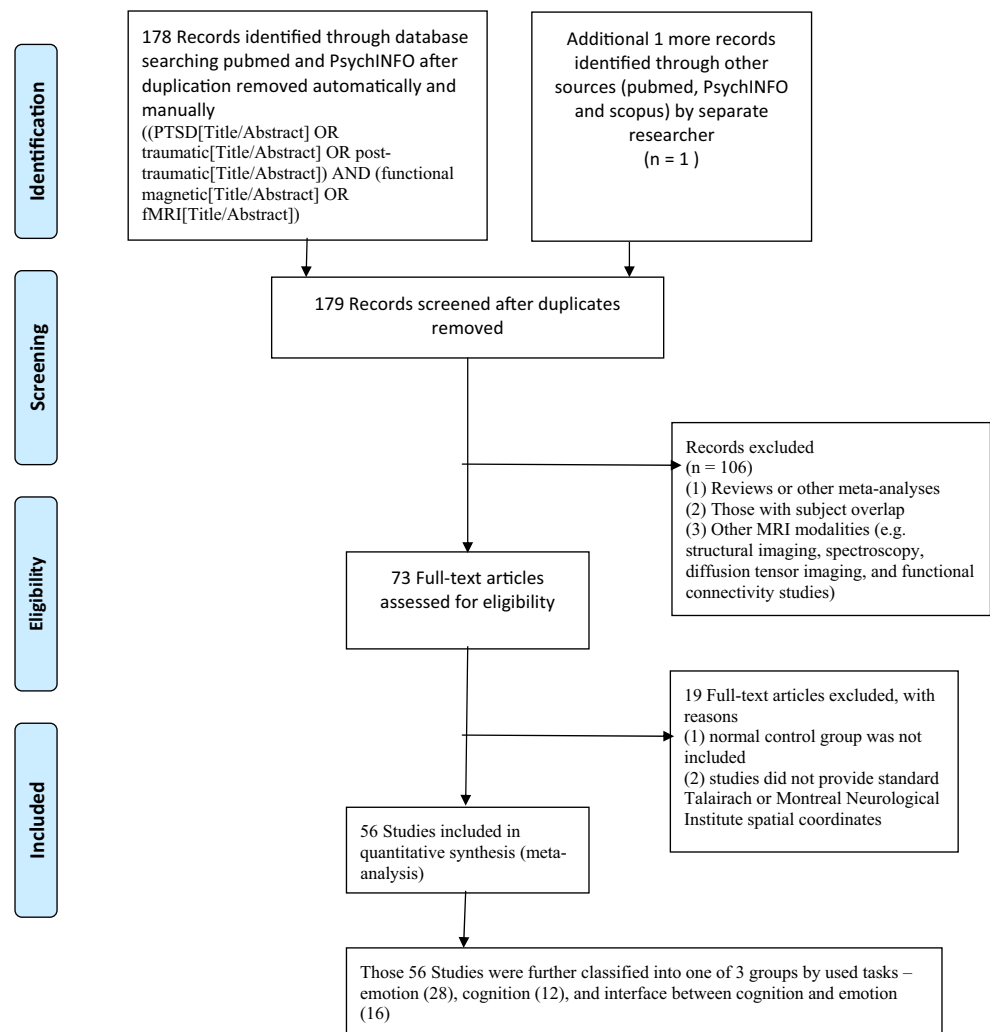 178 Records identified through database
searching pubmed and PsychINFO after
duplication removed automatically and
manually
((PTSD[Title/Abstract] OR
traumatic[Title/Abstract] OR post-
traumatic[Title/Abstract]) AND (functional
magnetic[Title/Abstract] OR
fMRI[Title/Abstract])
Additional 1 more records
identified through other
sources (pubmed, PsychINFO
and scopus) by separate
researcher
(n = 1 )
Identification
179 Records screened after duplicates
removed
Screening
Records excluded
(n = 106)
(1) Reviews or other meta-analyses
(2) Those with subject overlap
(3) Other MRI modalities (e.g.
structural imaging, spectroscopy,
diffusion tensor imaging, and functional
connectivity studies)
73 Full-text articles
assessed for eligibility
Eligibility
19 Full-text articles excluded, with
reasons
(1) normal control group was not
included
(2) studies did not provide standard
Talairach or Montreal Neurological
Institute spatial coordinates
Included
56 Studies included in
quantitative synthesis (meta-
analysis)
Those 56 Studies were further classified into one of 3 groups by used tasks –
emotion (28), cognition (12), and interface between cognition and emotion
(16)